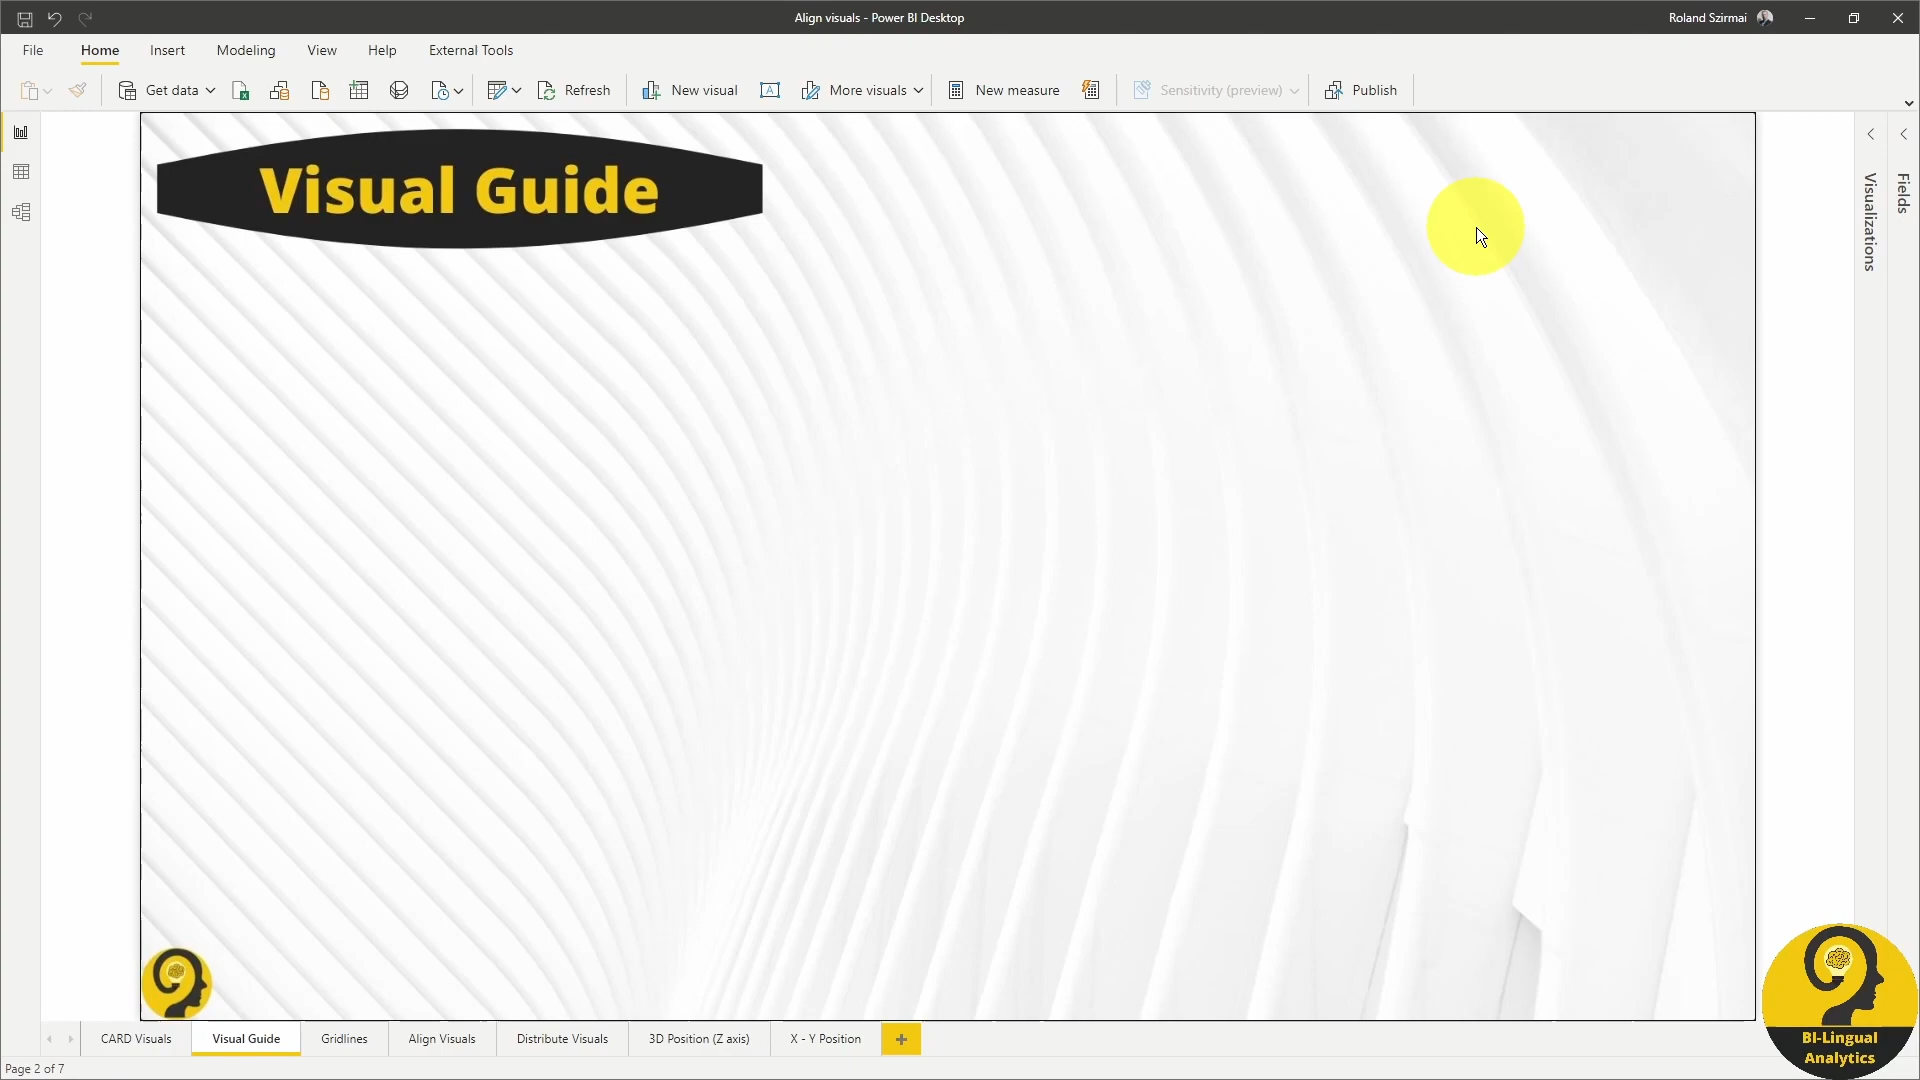 Align visuals - Power BI Desktop
Roland Szirmai
File
Home
Insert
Modeling
View
Help
External Tools
Get data
Refresh
New visual
More visuals
New measure
Sensitivity (preview)
Publish
Visual Guide
Visualizations
Fields
CARD Visuals
Visual Guide
Gridlines
Align Visuals
Distribute Visuals
3D Position (Z axis)
X - Y Position
+
Page 2 of 7
BI-Lingual
Analytics